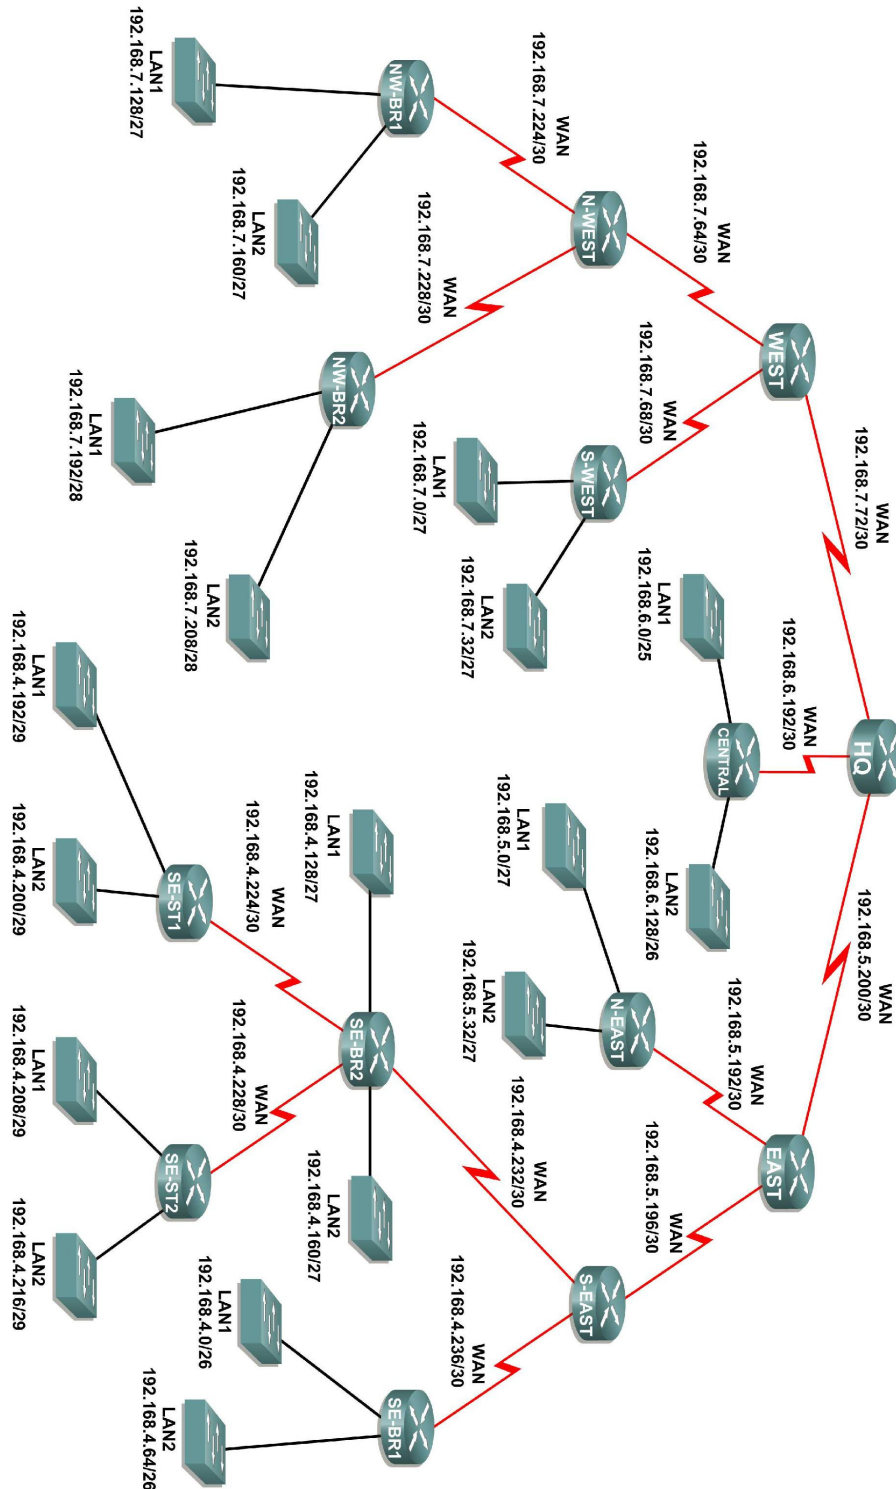 HQ
WAN
192.168.7.72/30
WAN
192.168.6.192/30
WAN
192.168.5.200/30
WEST
CENTRAL
EAST
LAN1
192.168.6.0/25
LAN2
192.168.6.128/26
WAN
192.168.7.64/30
WAN
192.168.7.68/30
WAN
192.168.5.192/30
WAN
192.168.5.196/30
N-WEST
S-WEST
N-EAST
S-EAST
LAN1
192.168.7.0/27
LAN2
192.168.7.32/27
LAN1
192.168.5.0/27
LAN2
192.168.5.32/27
WAN
192.168.7.224/30
WAN
192.168.7.228/30
WAN
192.168.4.232/30
WAN
192.168.4.236/30
NW-BR1
NW-BR2
SE-BR2
SE-BR1
LAN1
192.168.7.128/27
LAN2
192.168.7.160/27
LAN1
192.168.7.192/28
LAN2
192.168.7.208/28
LAN1
192.168.4.128/27
LAN2
192.168.4.160/27
LAN1
192.168.4.0/26
LAN2
192.168.4.64/26
WAN
192.168.4.224/30
WAN
192.168.4.228/30
SE-ST1
SE-ST2
LAN1
192.168.4.192/29
LAN2
192.168.4.200/29
LAN1
192.168.4.208/29
LAN2
192.168.4.216/29